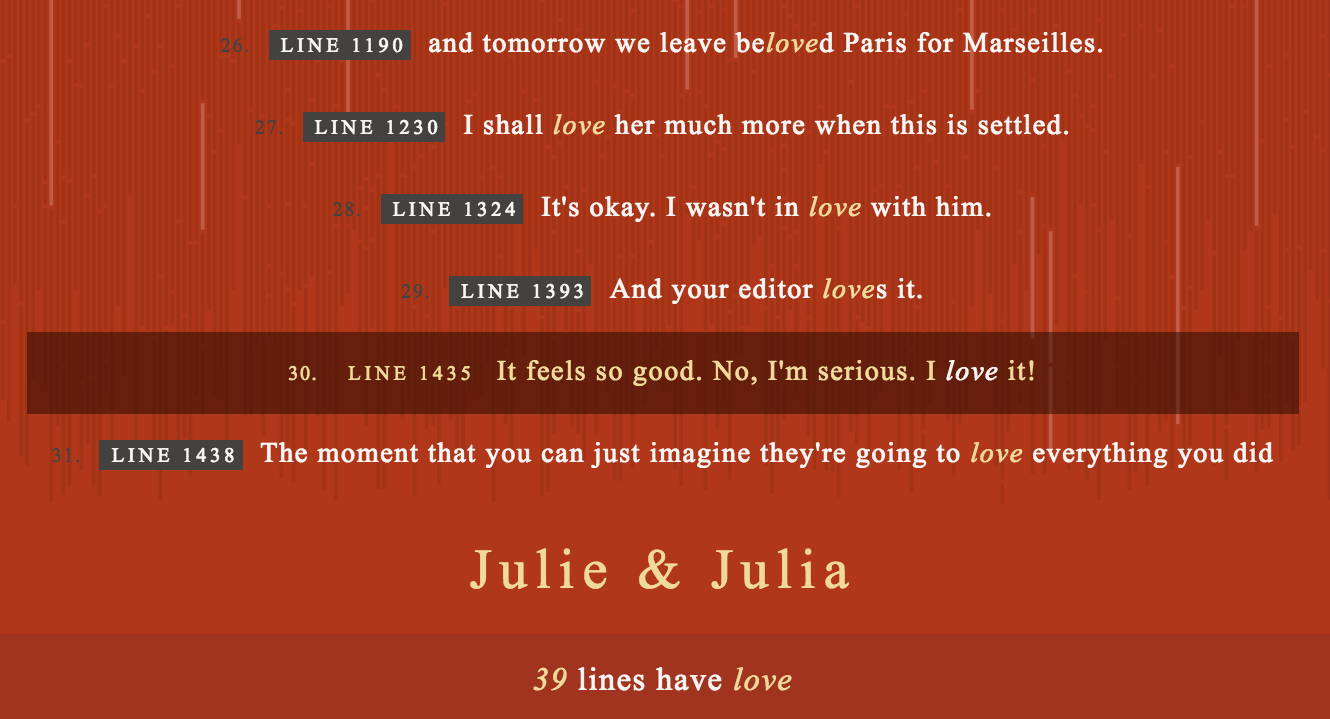 26. LINE 1190 and tomorrow we leave beloved Paris for Marseilles.
27. LINE 1230 I shall love her much more when this is settled.
28. LINE 1324 It's okay. I wasn't in love with him.
29. LINE 1393 And your editor loves it.
30. LINE 1435 It feels so good. No, I'm serious. I love it!
31. LINE 1438 The moment that you can just imagine they're going to love everything you did
Julie & Julia
39 lines have love